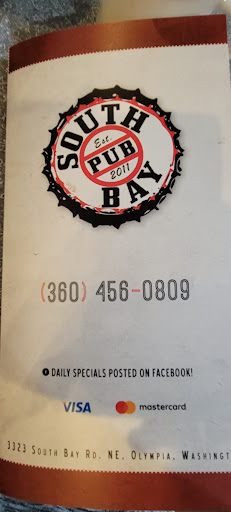 SOUTH
Est
PUB
2011
BAY
(360) 456-0809
DAILY SPECIALS POSTED ON FACEBOOK!
VISA mastercard
3323 SOUTH BAY RD. NE, OLYMPIA, WASHINGT